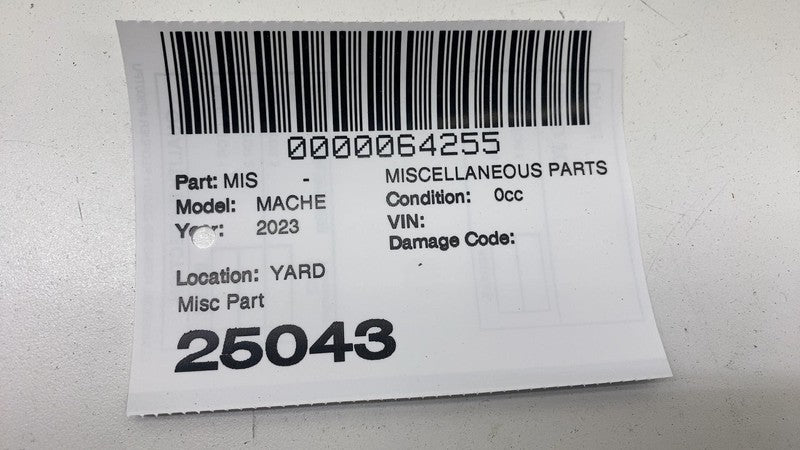 0000064255
Part: MIS - MISCELLANEOUS PARTS
Model: MACHE Condition: 0cc
Year: 2023 VIN:
Damage Code:
Location: YARD
Misc Part
25043